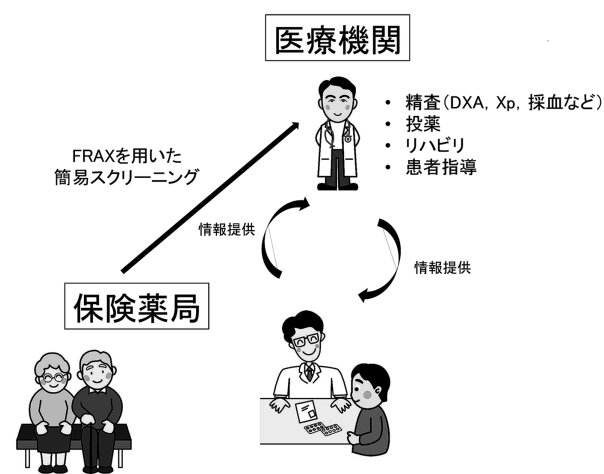 医療機関
• 精査（DXA，Xp，採血など）
• 投薬
• リハビリ
• 患者指導
FRAXを用いた
簡易スクリーニング
情報提供
情報提供
保険薬局